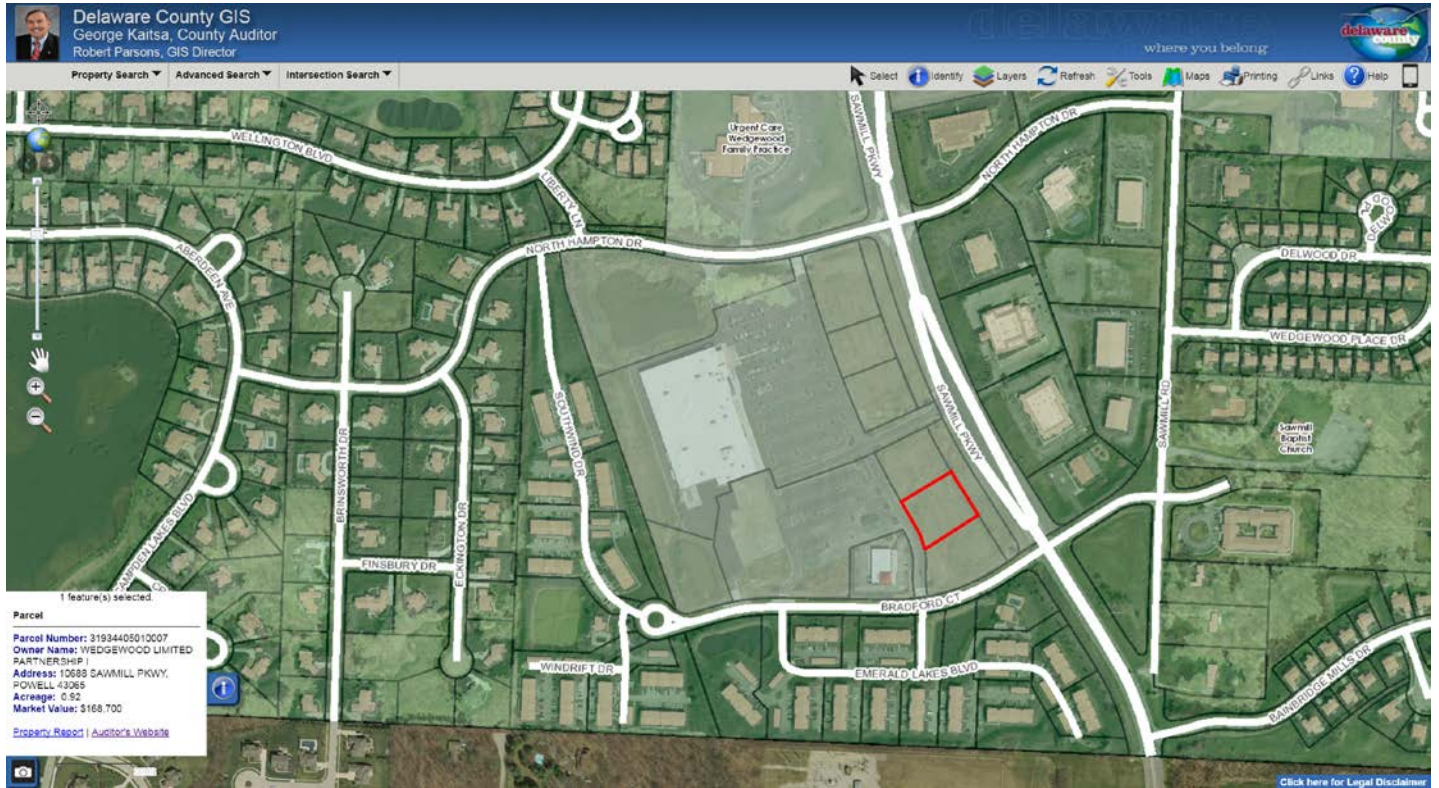 Delaware County GIS
George Kaitsa, County Auditor
Robert Parsons, GIS Director
delaware
where you belong
delaware
county
Property Search
Advanced Search
Intersection Search
Select
Identify
Layers
Refresh
Tools
Maps
Printing
Links
Help
WELLINGTON BLVD
Urgent Care
Wedgewood
Family Practice
SAWMILL PKWY
NORTH HAMPTON DR
LIBERTY LN
NORTH HAMPTON DR
ABERDEEN AVE
DELWOOD PL
DELWOOD DR
WEDGEWOOD PLACE DR
SAWMILL PKWY
SAWMILL RD
SOUTHWIND DR
BRINSWORTH DR
ECKINGTON DR
Sawmill
Baptist
Church
CAMPDEN LAKES BLVD
FINSBURY DR
BRADFORD CT
WINDRIFT DR
EMERALD LAKES BLVD
BAINBRIDGE MILLS DR
1 feature(s) selected.
Parcel
Parcel Number: 31934405010007
Owner Name: WEDGEWOOD LIMITED
PARTNERSHIP I
Address: 10688 SAWMILL PKWY,
POWELL 43065
Acreage: 0.92
Market Value: $168,700
Property Report | Auditor's Website
Click here for Legal Disclaimer